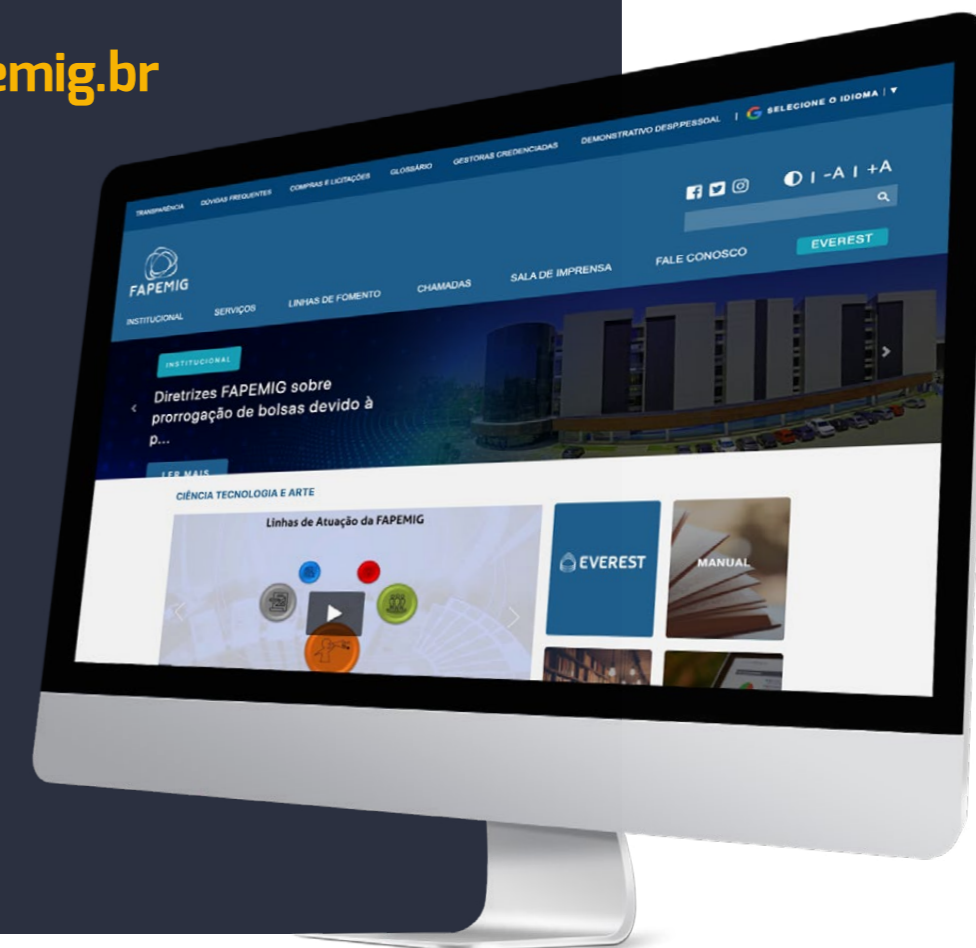 emig.br
TRANSPARÊNCIA DÚVIDAS FREQUENTES COMPRAS E LICITAÇÕES GLOSSÁRIO GESTORAS CREDENCIADAS DEMONSTRATIVO DESP.PESSOAL | G SELECIONE O IDIOMA | ▼
| -A | +A
FAPEMIG
INSTITUCIONAL SERVIÇOS LINHAS DE FOMENTO CHAMADAS SALA DE IMPRENSA FALE CONOSCO EVEREST
INSTITUCIONAL
Diretrizes FAPEMIG sobre
prorrogação de bolsas devido à
p...
LER MAIS
CIÊNCIA TECNOLOGIA E ARTE
Linhas de Atuação da FAPEMIG
EVEREST
MANUAL